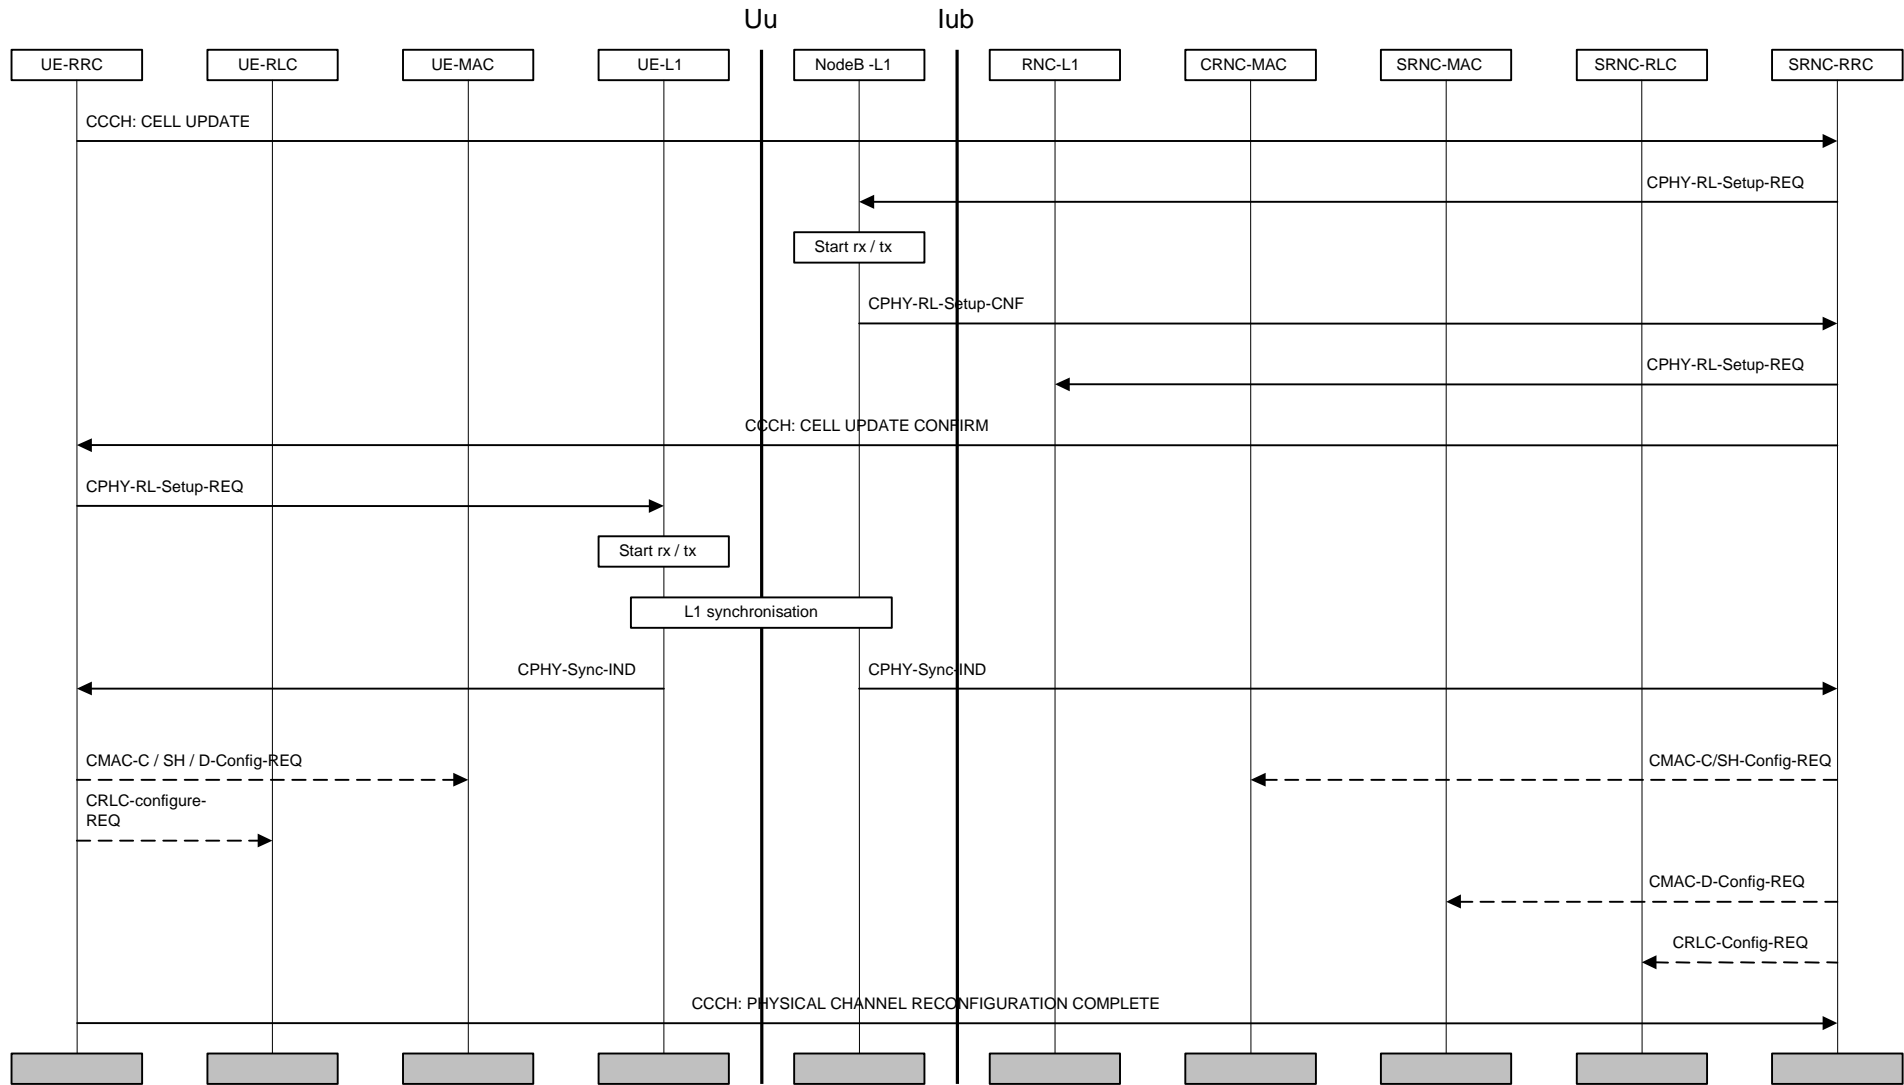 Uu
Iub
UE-RRC
UE-RLC
UE-MAC
UE-L1
NodeB -L1
RNC-L1
CRNC-MAC
SRNC-MAC
SRNC-RLC
SRNC-RRC
CCCH: CELL UPDATE
CPHY-RL-Setup-REQ
Start rx / tx
CPHY-RL-Setup-CNF
CPHY-RL-Setup-REQ
CCCH: CELL UPDATE CONFIRM
CPHY-RL-Setup-REQ
Start rx / tx
L1 synchronisation
CPHY-Sync-IND
CPHY-Sync-IND
CMAC-C / SH / D-Config-REQ
CMAC-C/SH-Config-REQ
CRLC-configure-
REQ
CMAC-D-Config-REQ
CRLC-Config-REQ
CCCH: PHYSICAL CHANNEL RECONFIGURATION COMPLETE